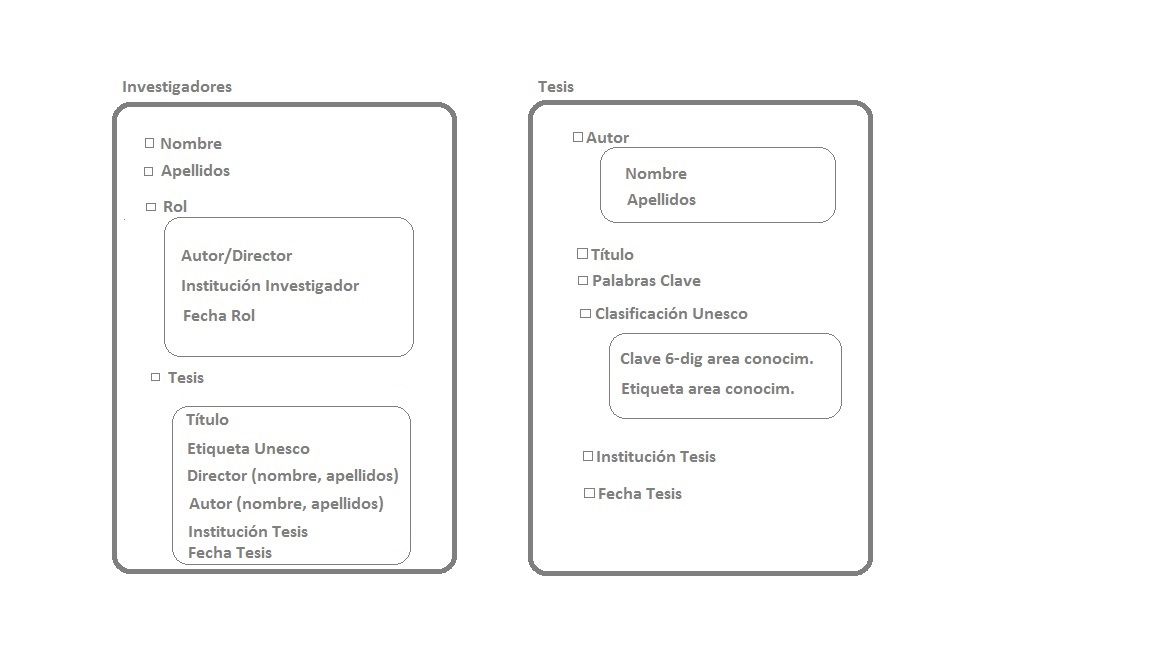 Investigadores
Nombre
Apellidos
Rol
Autor/Director
Institución Investigador
Fecha Rol
Tesis
Título
Etiqueta Unesco
Director (nombre, apellidos)
Autor (nombre, apellidos)
Institución Tesis
Fecha Tesis
Tesis
Autor
Nombre
Apellidos
Título
Palabras Clave
Clasificación Unesco
Clave 6-dig area conocim.
Etiqueta area conocim.
Institución Tesis
Fecha Tesis